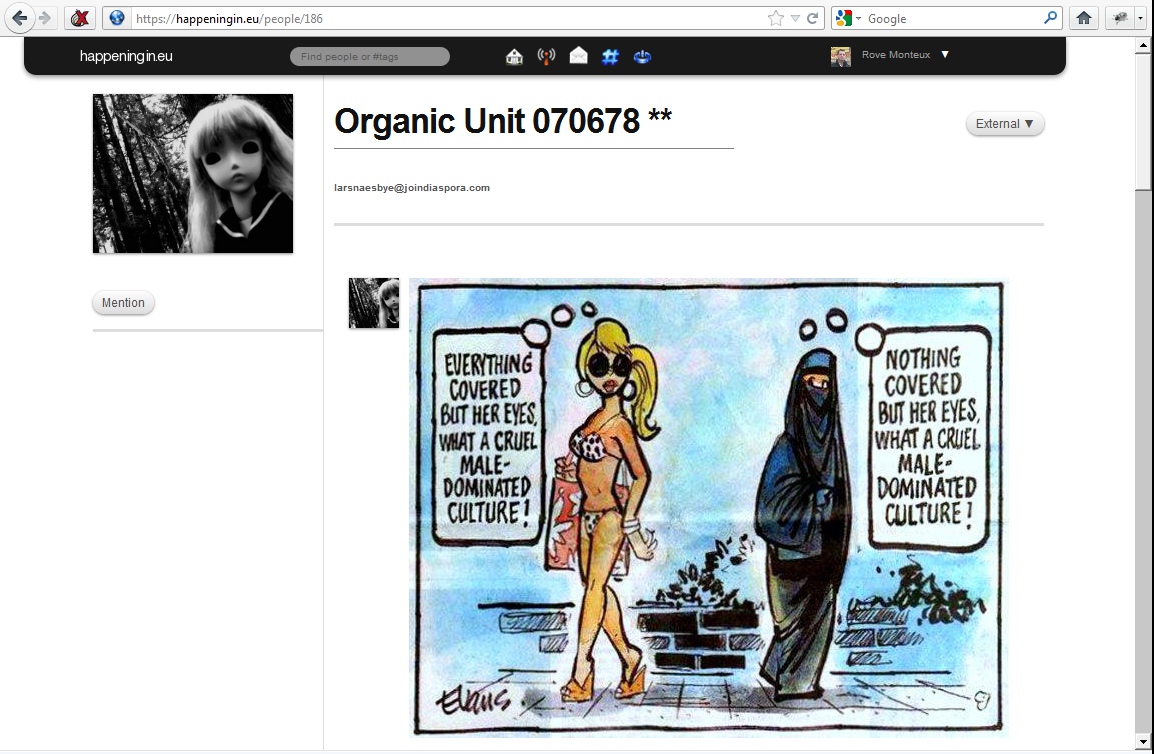 https://happeningin.eu/people/186
Google
happeningin.eu
Find people or #tags
Rove Monteux ▼
Organic Unit 070678 **
External ▼
larsnaesbye@joindiaspora.com
Mention
EVERYTHING
COVERED
BUT HER EYES,
WHAT A CRUEL
MALE-
DOMINATED
CULTURE!
NOTHING
COVERED
BUT HER EYES,
WHAT A CRUEL
MALE-
DOMINATED
CULTURE!
Evans